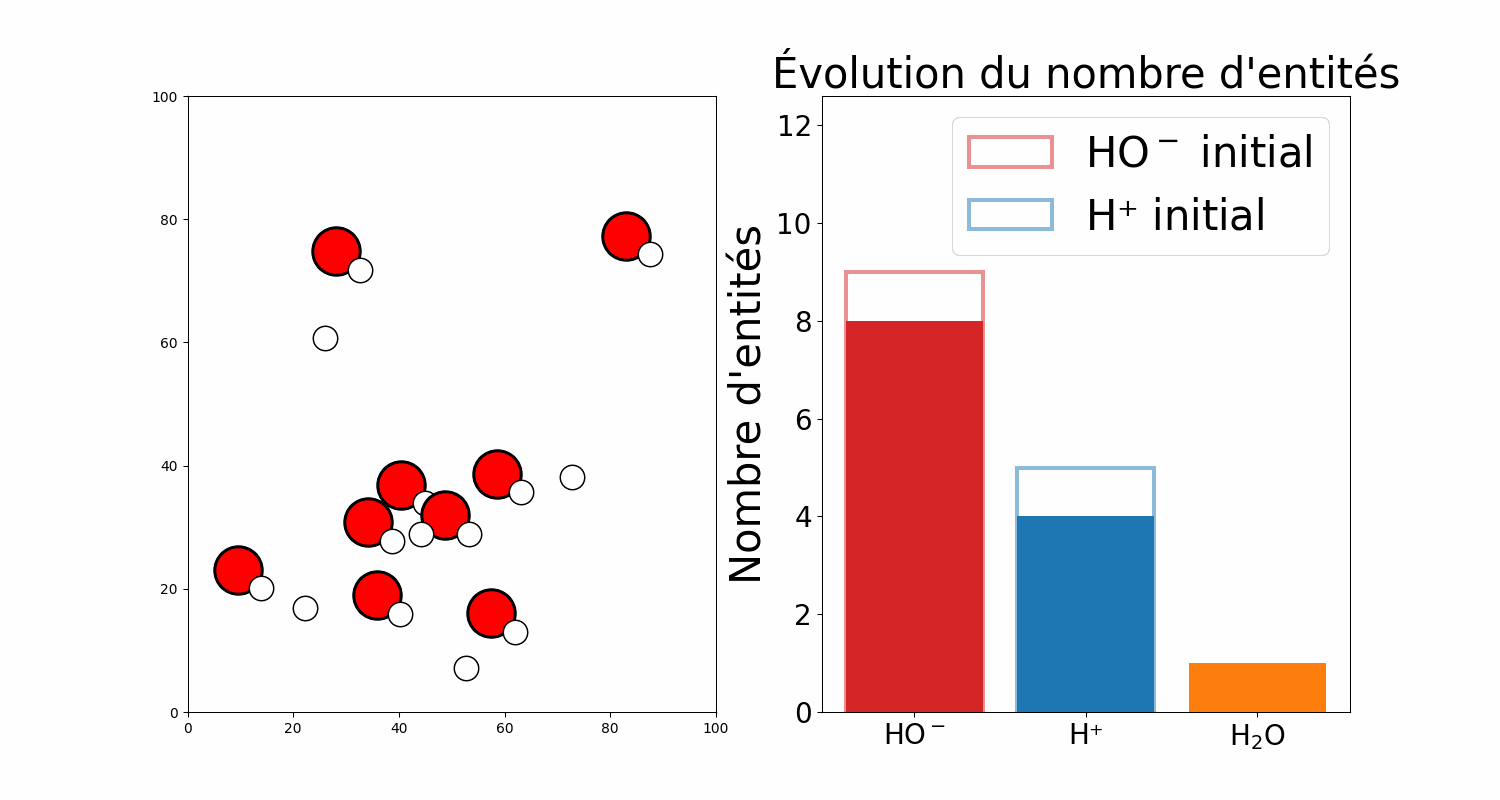 100
80
60
40
20
0
0 20 40 60 80 100
Évolution du nombre d'entités
Nombre d'entités
12
10
8
6
4
2
0
HO⁻ initial
H⁺ initial
HO⁻ H⁺ H₂O